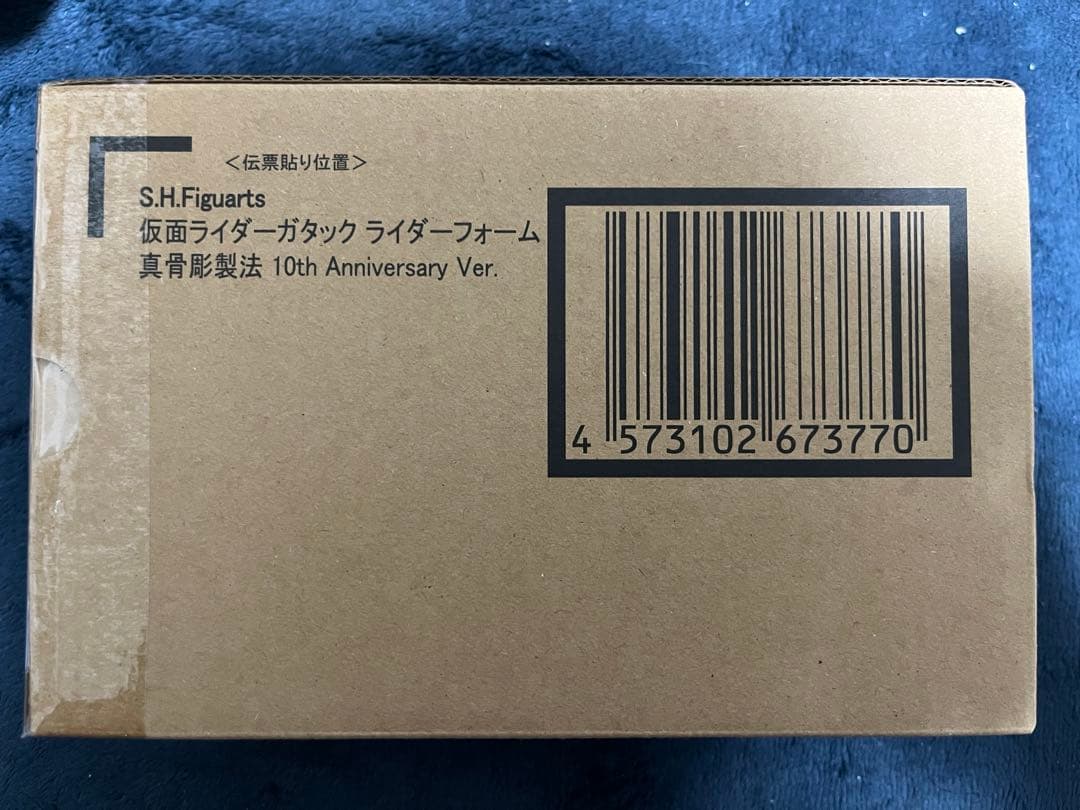 ＜伝票貼り位置＞
S.H.Figuarts
仮面ライダーガタック ライダーフォーム
真骨彫製法 10th Anniversary Ver.
4 573102 673770